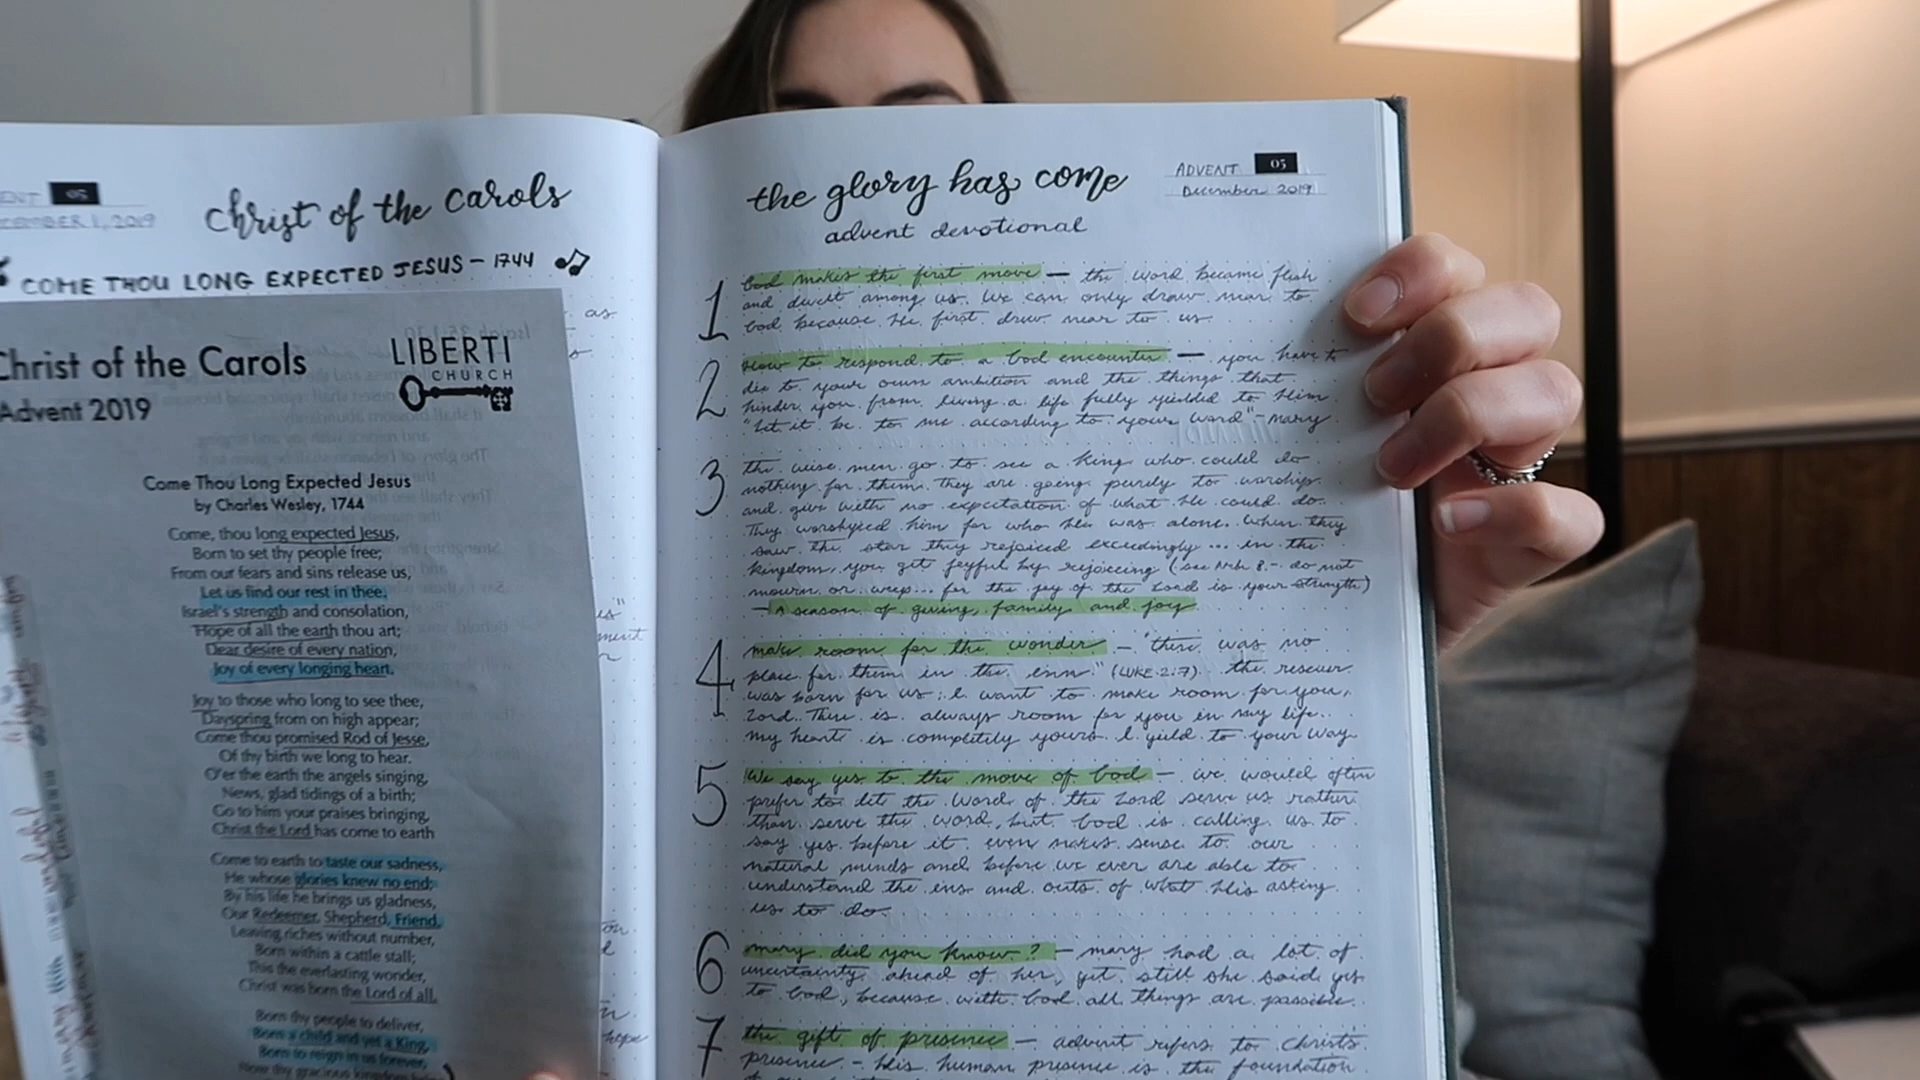 05
CEMBER 1, 2019
Christ of the Carols
COME THOU LONG EXPECTED JESUS - 1744
as
Christ of the Carols
Advent 2019
LIBERTI
CHURCH
Come Thou Long Expected Jesus
by Charles Wesley, 1744
Come, thou long expected Jesus,
Born to set thy people free;
From our fears and sins release us,
Let us find our rest in thee.
Israel's strength and consolation,
Hope of all the earth thou art;
Dear desire of every nation,
Joy of every longing heart.
Joy to those who long to see thee,
Dayspring from on high appear;
Come thou promised Rod of Jesse,
Of thy birth we long to hear.
O'er the earth the angels singing,
News, glad tidings of a birth;
Go to him your praises bringing,
Christ the Lord has come to earth
Come to earth to taste our sadness,
He whose glories knew no end;
By his life he brings us gladness,
Our Redeemer, Shepherd, Friend.
Leaving riches without number,
Born within a cattle stall;
This the everlasting wonder,
Christ was born the Lord of all.
Born thy people to deliver,
Born a child and yet a King,
Born to reign in us forever,
Now thy gracious kingdom
hope
the glory has come
advent devotional
ADVENT 05
December 2019
1 God makes the first move — the word became flesh
and dwelt among us. We can only draw near to
God because He first drew near to us.
2 How to respond to a God encounter — you have to
die to your own ambition and the things that
hinder you from living a life fully yielded to Him.
"Let it be to me according to your word" - Mary
3 the wise men go to see a King who could do
nothing for them. They are going purely to worship
and give with no expectation of what He could do.
They worshiped him for who He was alone. When they
saw the star they rejoiced exceedingly... in the
kingdom, you get joyful by rejoicing (see Neh 8 - do not
mourn or weep... for the joy of the Lord is your strength)
- A season of giving, family and joy
4 make room for the wonder - "there was no
place for them in the inn" (LUKE 2:7). the rescuer
was born for us; I want to make room for you,
Lord. There is always room for you in my life.
my heart is completely yours. I yield to your way
5 We say yes to the move of God - we would often
prefer to let the Word of the Lord serve us rather
than serve the word, but God is calling us to
say yes before it even makes sense to our
natural minds and before we ever are able to
understand the ins and outs of what He's asking
us to do
6 mary did you know? - mary had a lot of
uncertainty ahead of her, yet still she said yes
to God, because with God all things are possible.
7 the gift of presence - advent refers to Christ's
presence - His human presence is the foundation